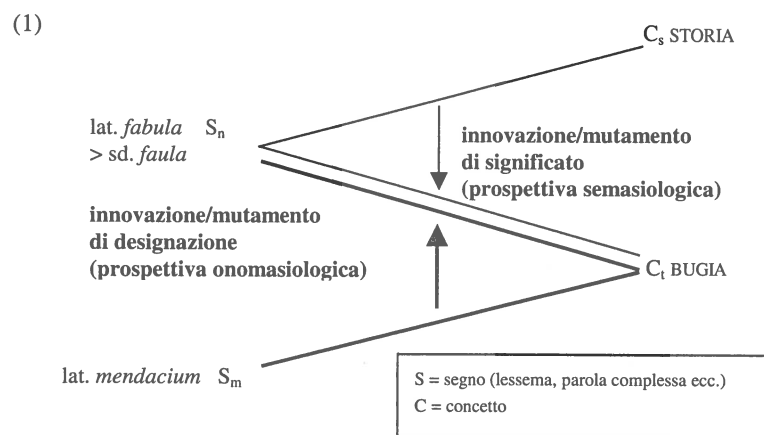 (1)
Cs STORIA
lat. fabula Sn
> sd. faula
innovazione/mutamento
di significato
(prospettiva semasiologica)
innovazione/mutamento
di designazione
(prospettiva onomasiologica)
Ct BUGIA
lat. mendacium Sm
S = segno (lessema, parola complessa ecc.)
C = concetto